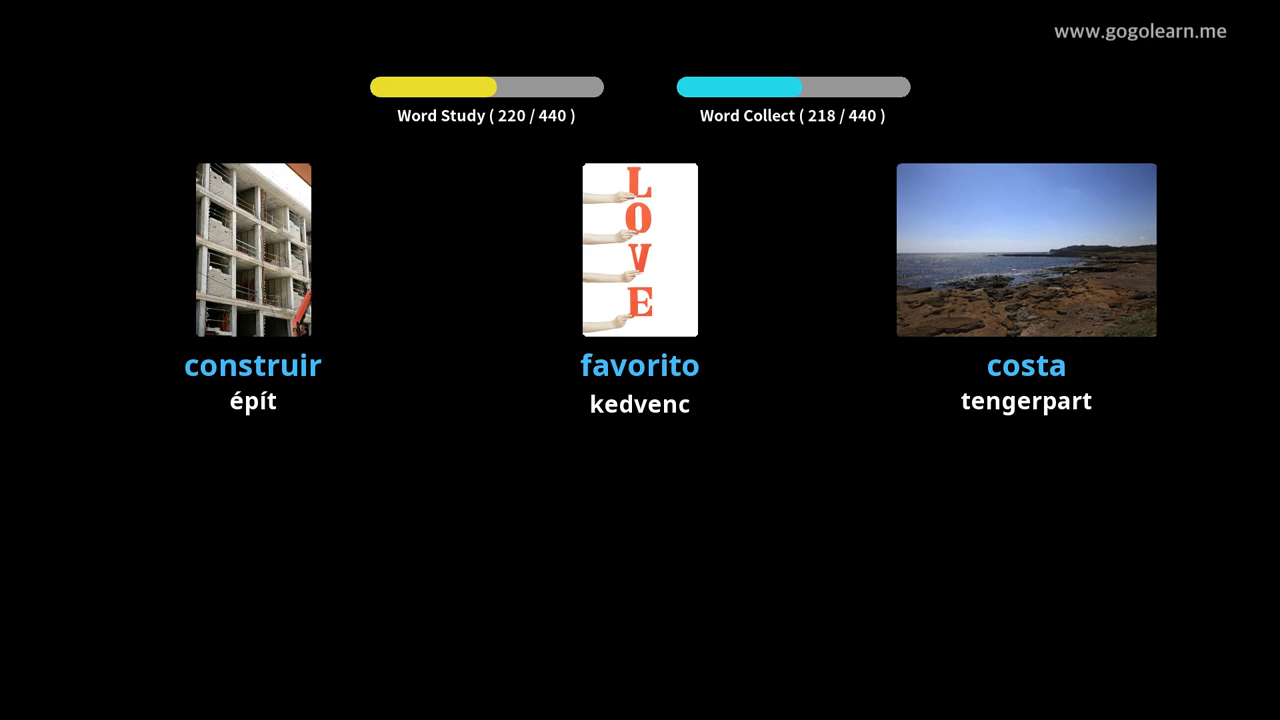 www.gogolearn.me
Word Study ( 220 / 440 )
Word Collect ( 218 / 440 )
L
O
V
E
construir
épít
favorito
kedvenc
costa
tengerpart